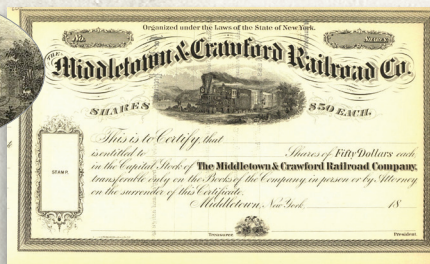 Organized under the Laws of the State of New York.
No.
Shares
THE
Middletown & Crawford Railroad Co.
SHARES $50 EACH.
This is to Certify, that
is entitled to Shares of Fifty Dollars each
in the Capital Stock of The Middletown & Crawford Railroad Company,
transferable only on the Books of the Company in person or by Attorney
on the surrender of this Certificate.
STAMP.
Middletown, New York 18
Treasurer
President.